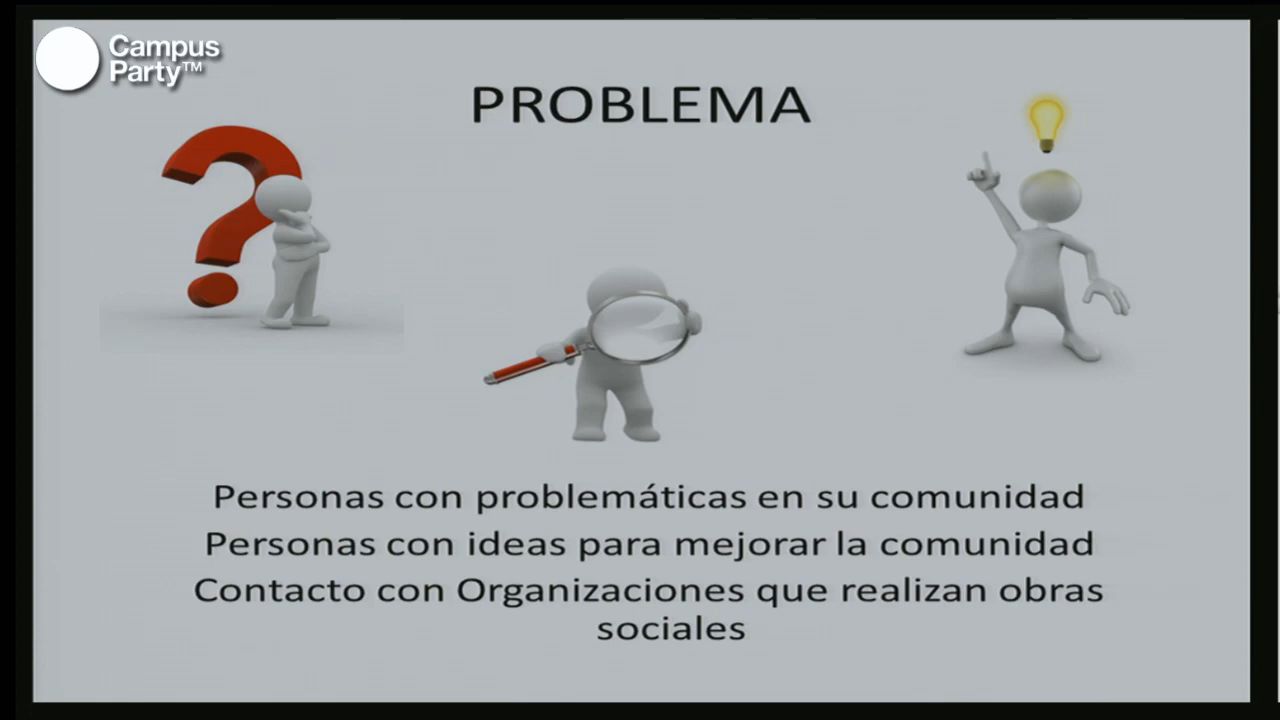 Campus
Party™
PROBLEMA
Personas con problemáticas en su comunidad
Personas con ideas para mejorar la comunidad
Contacto con Organizaciones que realizan obras
sociales